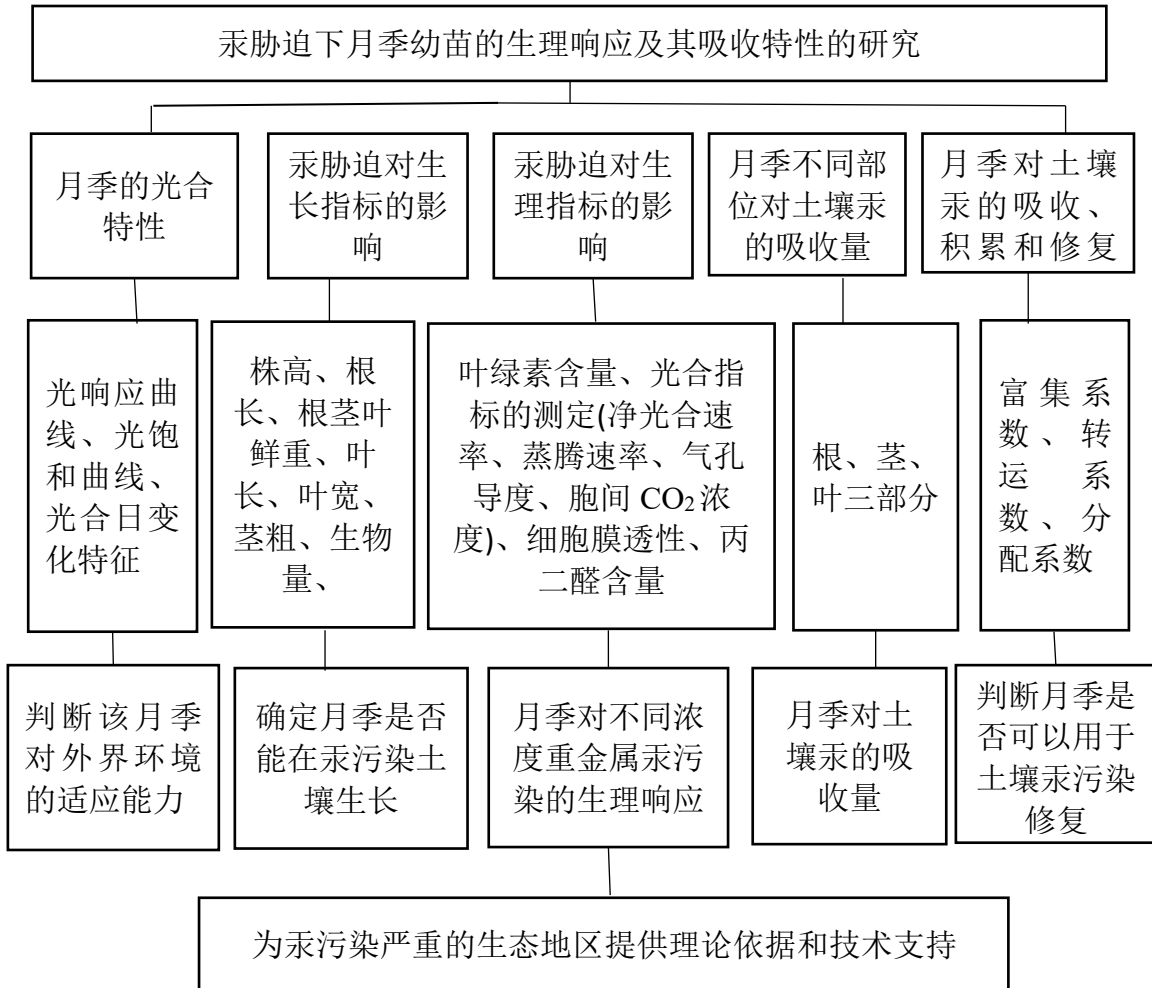 汞胁迫下月季幼苗的生理响应及其吸收特性的研究
月季的光合
特性
汞胁迫对生
长指标的影
响
汞胁迫对生
理指标的影
响
月季不同部
位对土壤汞
的吸收量
月季对土壤
汞的吸收、
积累和修复
光响应曲
线、光饱
和曲线、
光合日变
化特征
株高、根
长、根茎叶
鲜重、叶
长、叶宽、
茎粗、生物
量、
叶绿素含量、光合指
标的测定(净光合速
率、蒸腾速率、气孔
导度、胞间 CO₂浓
度)、细胞膜透性、丙
二醛含量
根、茎、
叶三部分
富集系
数、转
运系
数、分
配系数
判断该月季
对外界环境
的适应能力
确定月季是否
能在汞污染土
壤生长
月季对不同浓
度重金属汞污
染的生理响应
月季对土
壤汞的吸
收量
判断月季是
否可以用于
土壤汞污染
修复
为汞污染严重的生态地区提供理论依据和技术支持